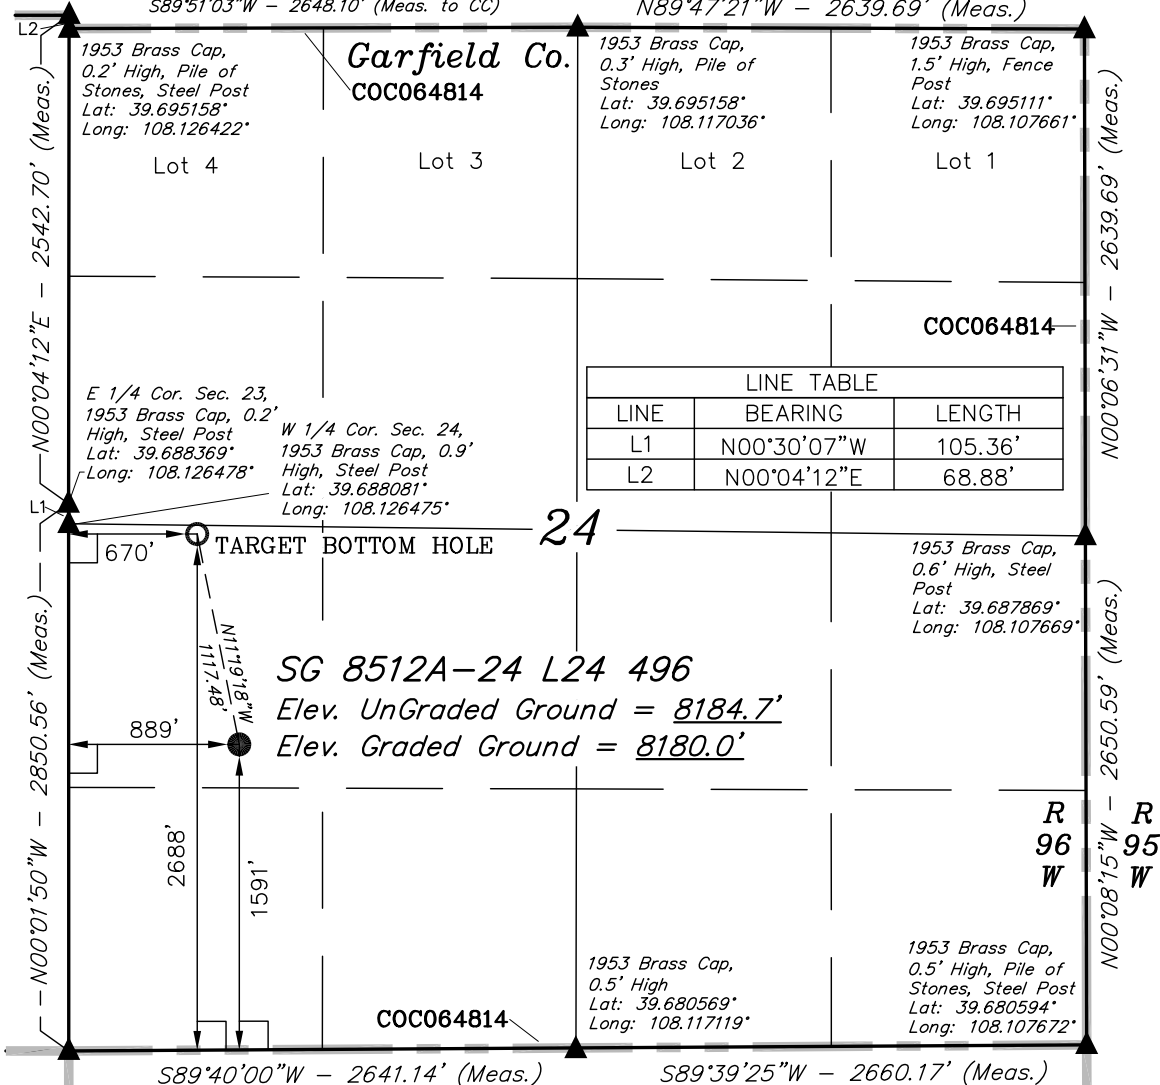 S89°51'03"W - 2648.10' (Meas. to CC)
N89°47'21"W - 2639.69' (Meas.)
L2
1953 Brass Cap,
0.2' High, Pile of
Stones, Steel Post
Lat: 39.695158°
Long: 108.126422°
Garfield Co.
COC064814
1953 Brass Cap,
0.3' High, Pile of
Stones
Lat: 39.695158°
Long: 108.117036°
1953 Brass Cap,
1.5' High, Fence
Post
Lat: 39.695111°
Long: 108.107661°
Lot 4
Lot 3
Lot 2
Lot 1
N00°04'12"E - 2542.70' (Meas.)
N00°06'31"W - 2639.69' (Meas.)
COC064814
LINE TABLE
LINE BEARING LENGTH
L1 N00°30'07"W 105.36'
L2 N00°04'12"E 68.88'
E 1/4 Cor. Sec. 23,
1953 Brass Cap, 0.2'
High, Steel Post
Lat: 39.688369°
Long: 108.126478°
W 1/4 Cor. Sec. 24,
1953 Brass Cap, 0.9'
High, Steel Post
Lat: 39.688081°
Long: 108.126475°
L1
24
670'
TARGET BOTTOM HOLE
1953 Brass Cap,
0.6' High, Steel
Post
Lat: 39.687869°
Long: 108.107669°
N11°19'18"W
1117.48'
SG 8512A-24 L24 496
Elev. UnGraded Ground = 8184.7'
Elev. Graded Ground = 8180.0'
889'
N00°01'50"W - 2850.56' (Meas.)
N00°08'15"W - 2650.59' (Meas.)
2688'
1591'
R
96
W
R
95
W
1953 Brass Cap,
0.5' High
Lat: 39.680569°
Long: 108.117119°
1953 Brass Cap,
0.5' High, Pile of
Stones, Steel Post
Lat: 39.680594°
Long: 108.107672°
COC064814
S89°40'00"W - 2641.14' (Meas.)
S89°39'25"W - 2660.17' (Meas.)